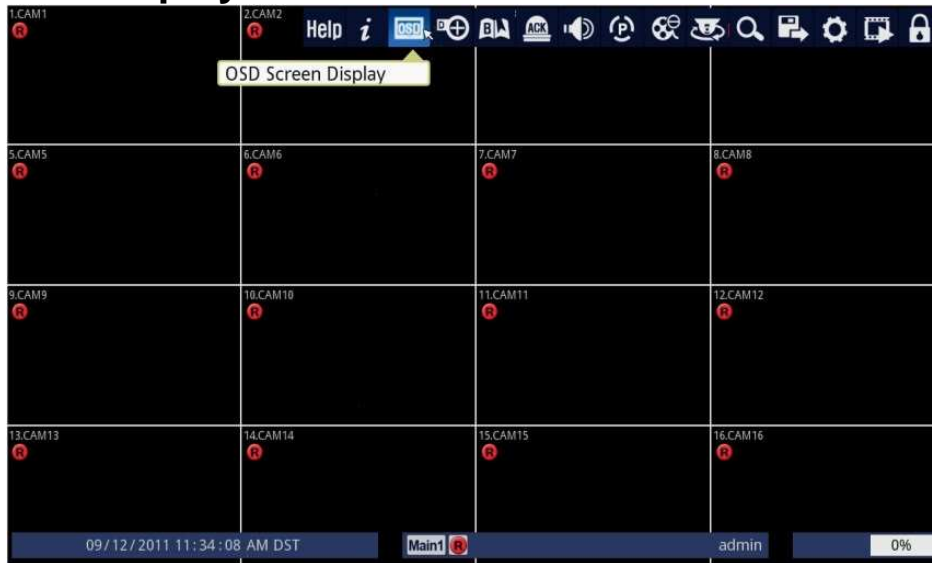 1.CAM1
2.CAM2
Help i OSD D B ACK P
OSD Screen Display
R R
5.CAM5 6.CAM6 7.CAM7 8.CAM8
R R R R
9.CAM9 10.CAM10 11.CAM11 12.CAM12
R R R R
13.CAM13 14.CAM14 15.CAM15 16.CAM16
R R R R
09/12/2011 11:34:08 AM DST Main1 R admin 0%